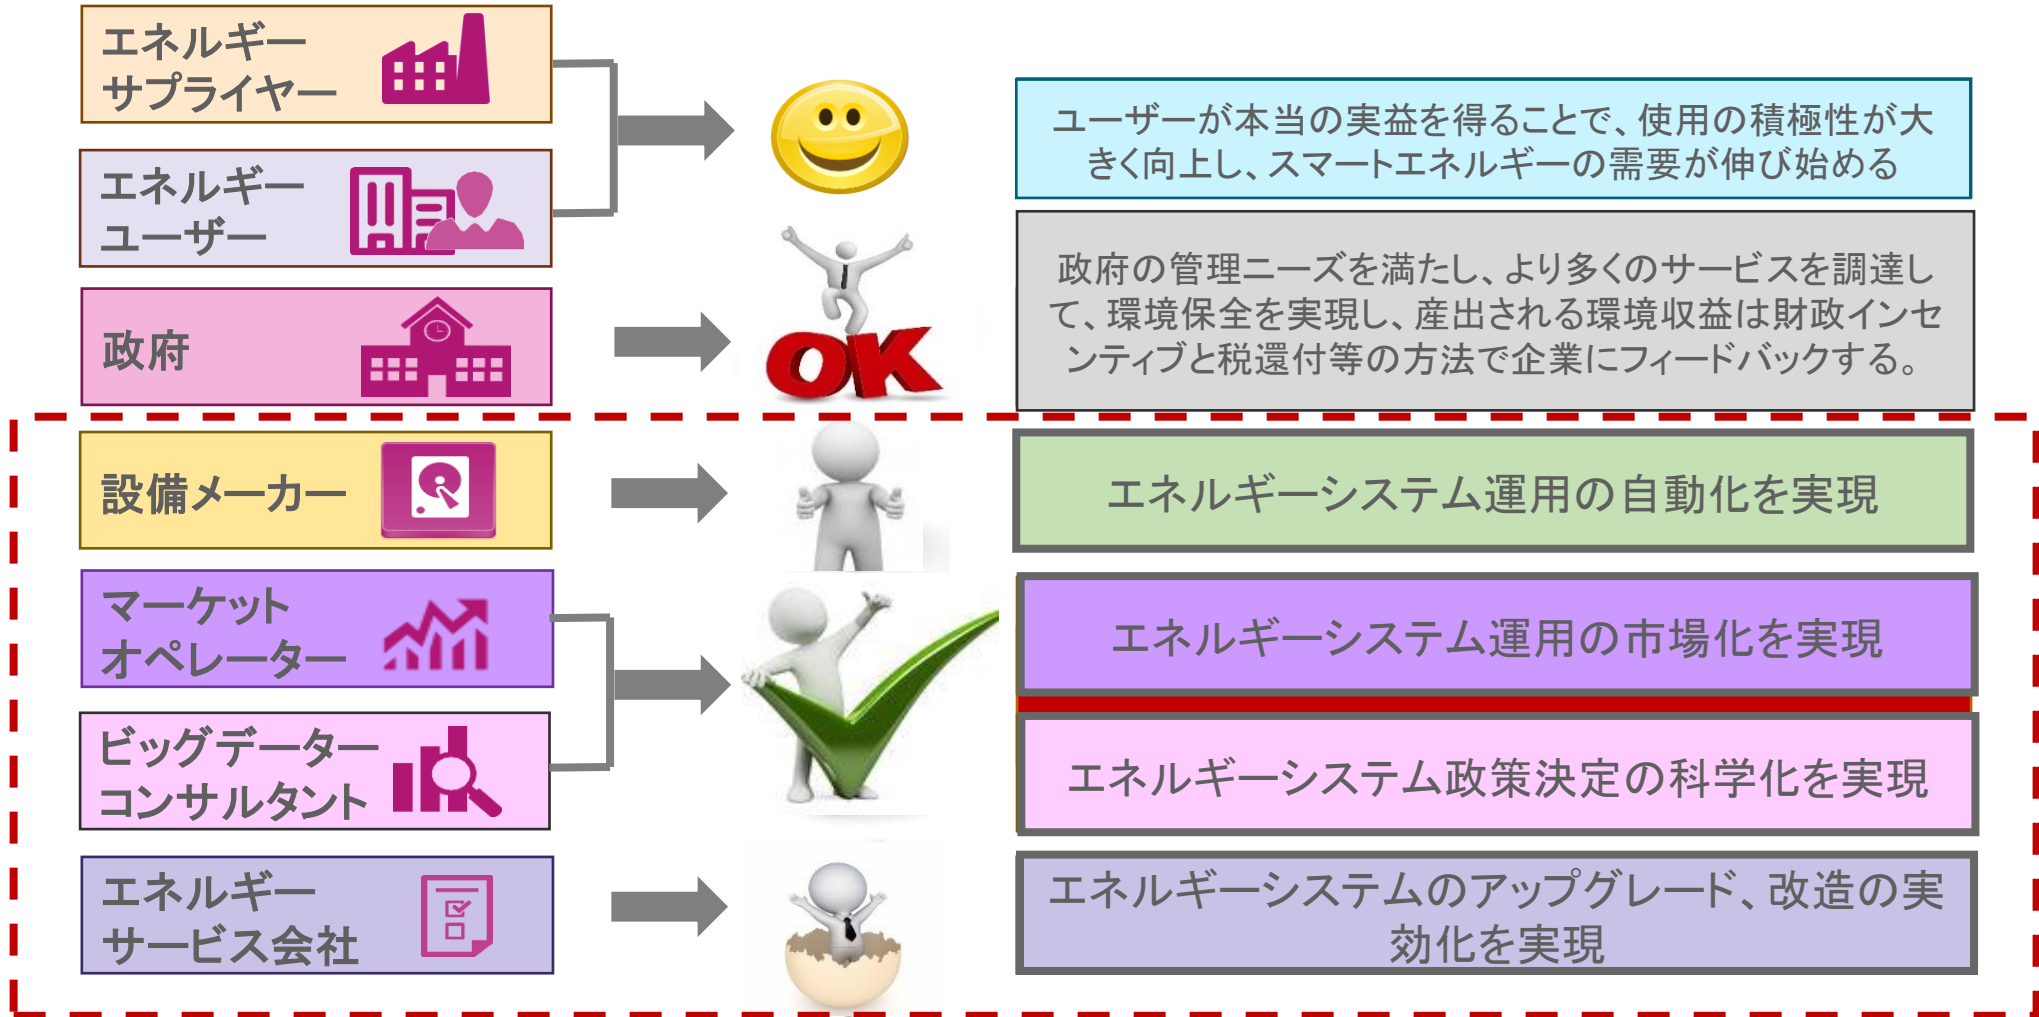 エネルギー
サプライヤー
ユーザーが本当の実益を得ることで、使用の積極性が大
きく向上し、スマートエネルギーの需要が伸び始める
エネルギー
ユーザー
政府
OK
政府の管理ニーズを満たし、より多くのサービスを調達し
て、環境保全を実現し、産出される環境収益は財政インセ
ンティブと税還付等の方法で企業にフィードバックする。
設備メーカー
エネルギーシステム運用の自動化を実現
マーケット
オペレーター
エネルギーシステム運用の市場化を実現
ビッグデーター
コンサルタント
エネルギーシステム政策決定の科学化を実現
エネルギー
サービス会社
エネルギーシステムのアップグレード、改造の実
効化を実現